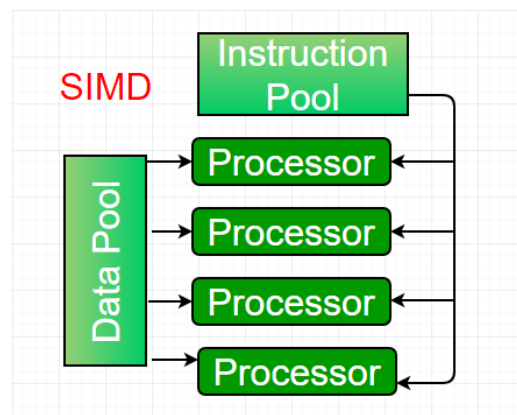 SIMD
Instruction
Pool
Data Pool
Processor
Processor
Processor
Processor